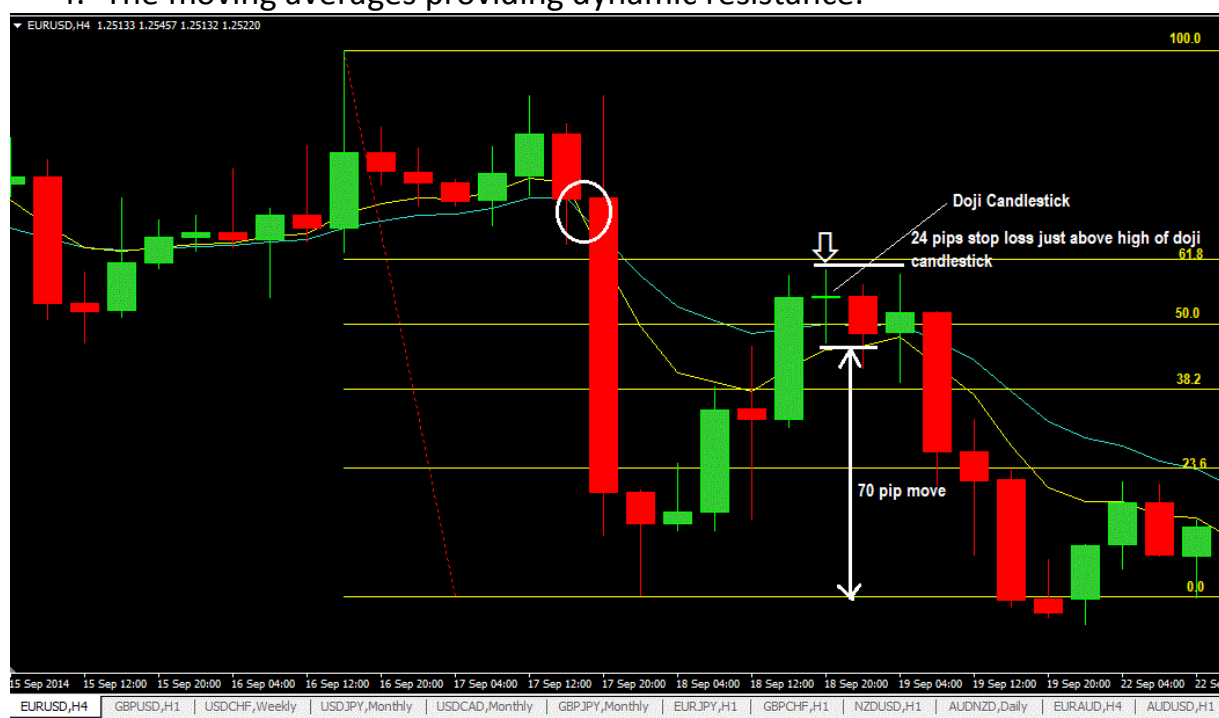 4. The moving averages providing dynamic resistance.
EURUSD,H4 1.25133 1.25457 1.25132 1.25220
100.0
Doji Candlestick
24 pips stop loss just above high of doji
candlestick
61.8
50.0
38.2
23.6
70 pip move
0.0
15 Sep 2014 15 Sep 12:00 15 Sep 20:00 16 Sep 04:00 16 Sep 12:00 16 Sep 20:00 17 Sep 04:00 17 Sep 12:00 17 Sep 20:00 18 Sep 04:00 18 Sep 12:00 18 Sep 20:00 19 Sep 04:00 19 Sep 12:00 19 Sep 20:00 22 Sep 04:00 22 Se
EURUSD,H4 GBPUSD,H1 USDCHF,Weekly USDJPY,Monthly USDCAD,Monthly GBPJPY,Monthly EURJPY,H1 GBPCHF,H1 NZDUSD,H1 AUDNZD,Daily EURAUD,H4 AUDUSD,H1